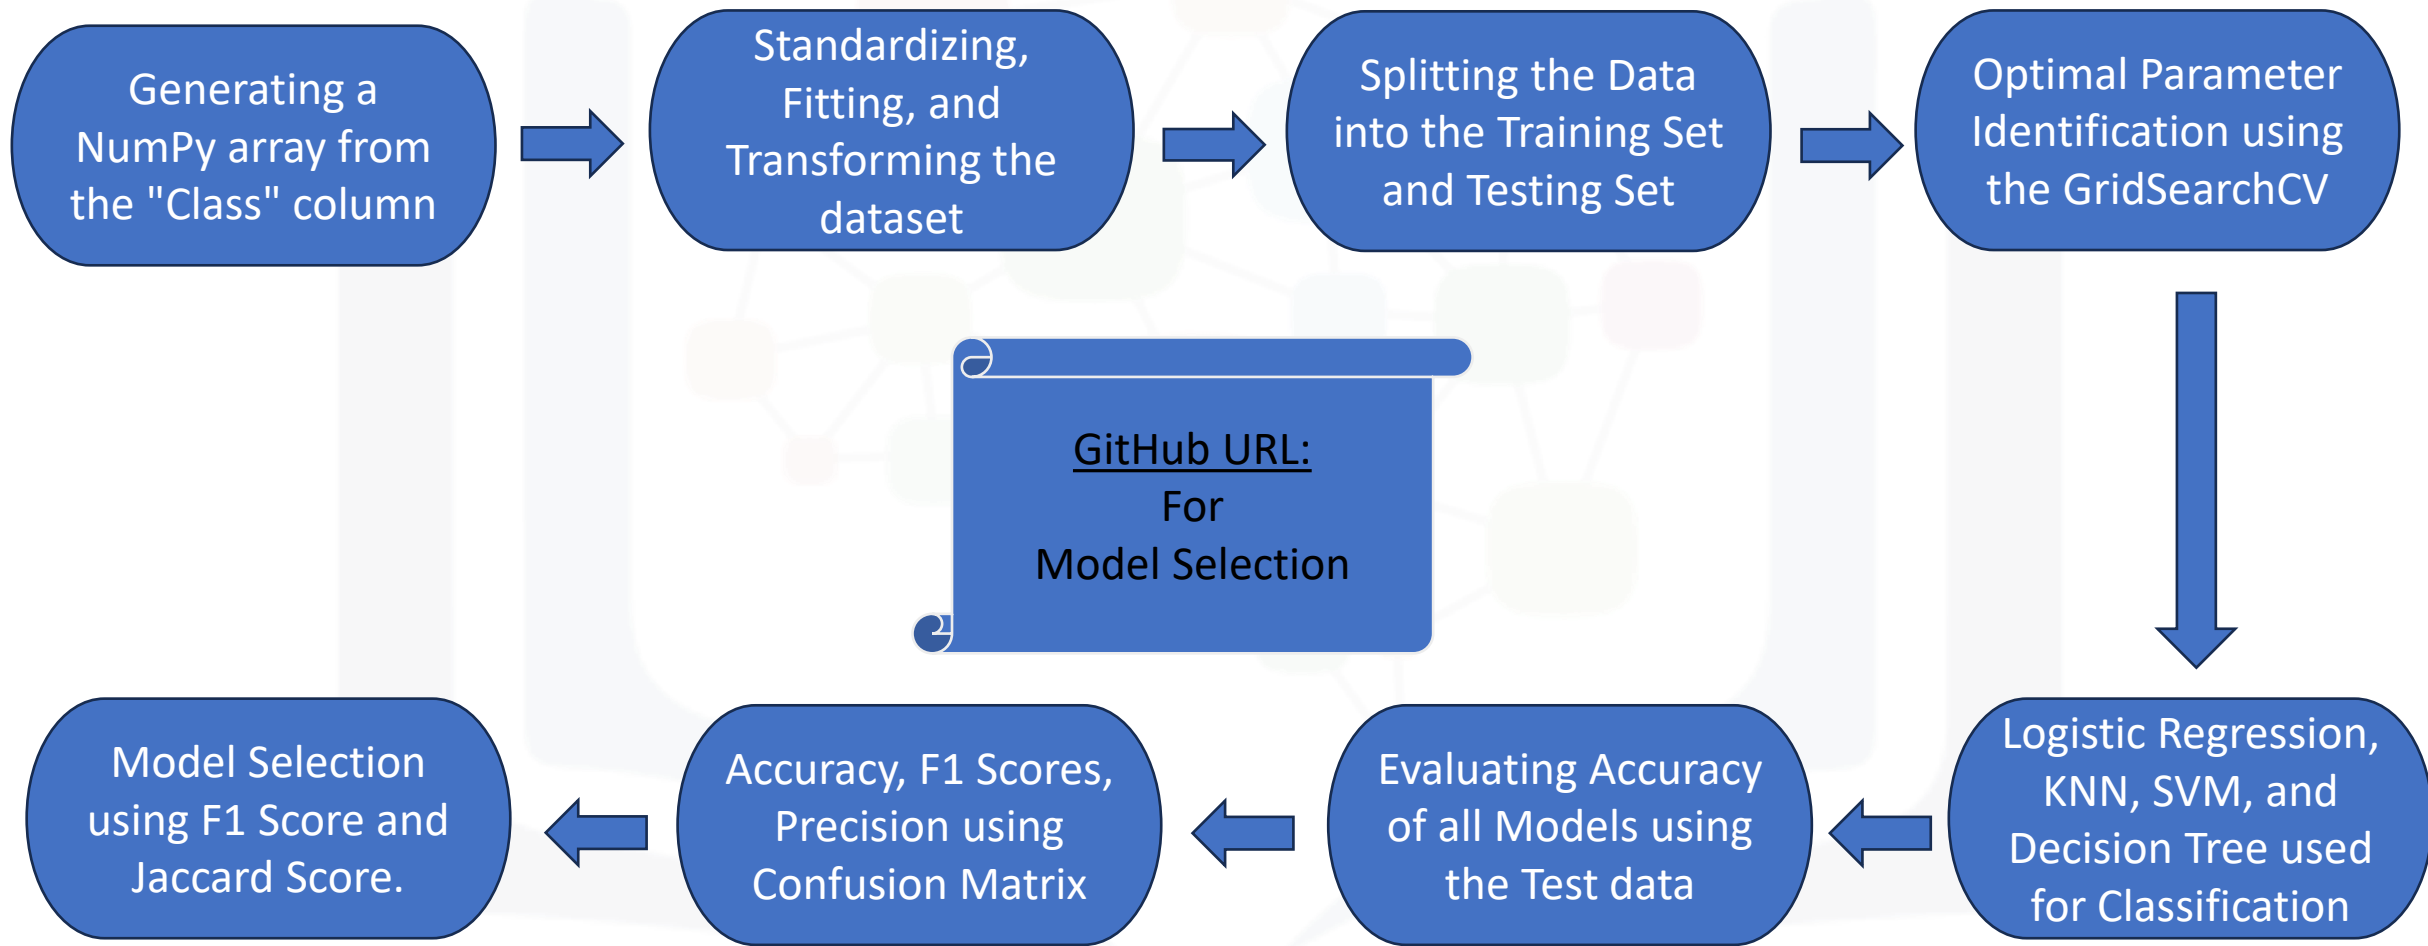 Generating a
NumPy array from
the "Class" column
Standardizing,
Fitting, and
Transforming the
dataset
Splitting the Data
into the Training Set
and Testing Set
Optimal Parameter
Identification using
the GridSearchCV
GitHub URL:
For
Model Selection
Logistic Regression,
KNN, SVM, and
Decision Tree used
for Classification
Evaluating Accuracy
of all Models using
the Test data
Accuracy, F1 Scores,
Precision using
Confusion Matrix
Model Selection
using F1 Score and
Jaccard Score.